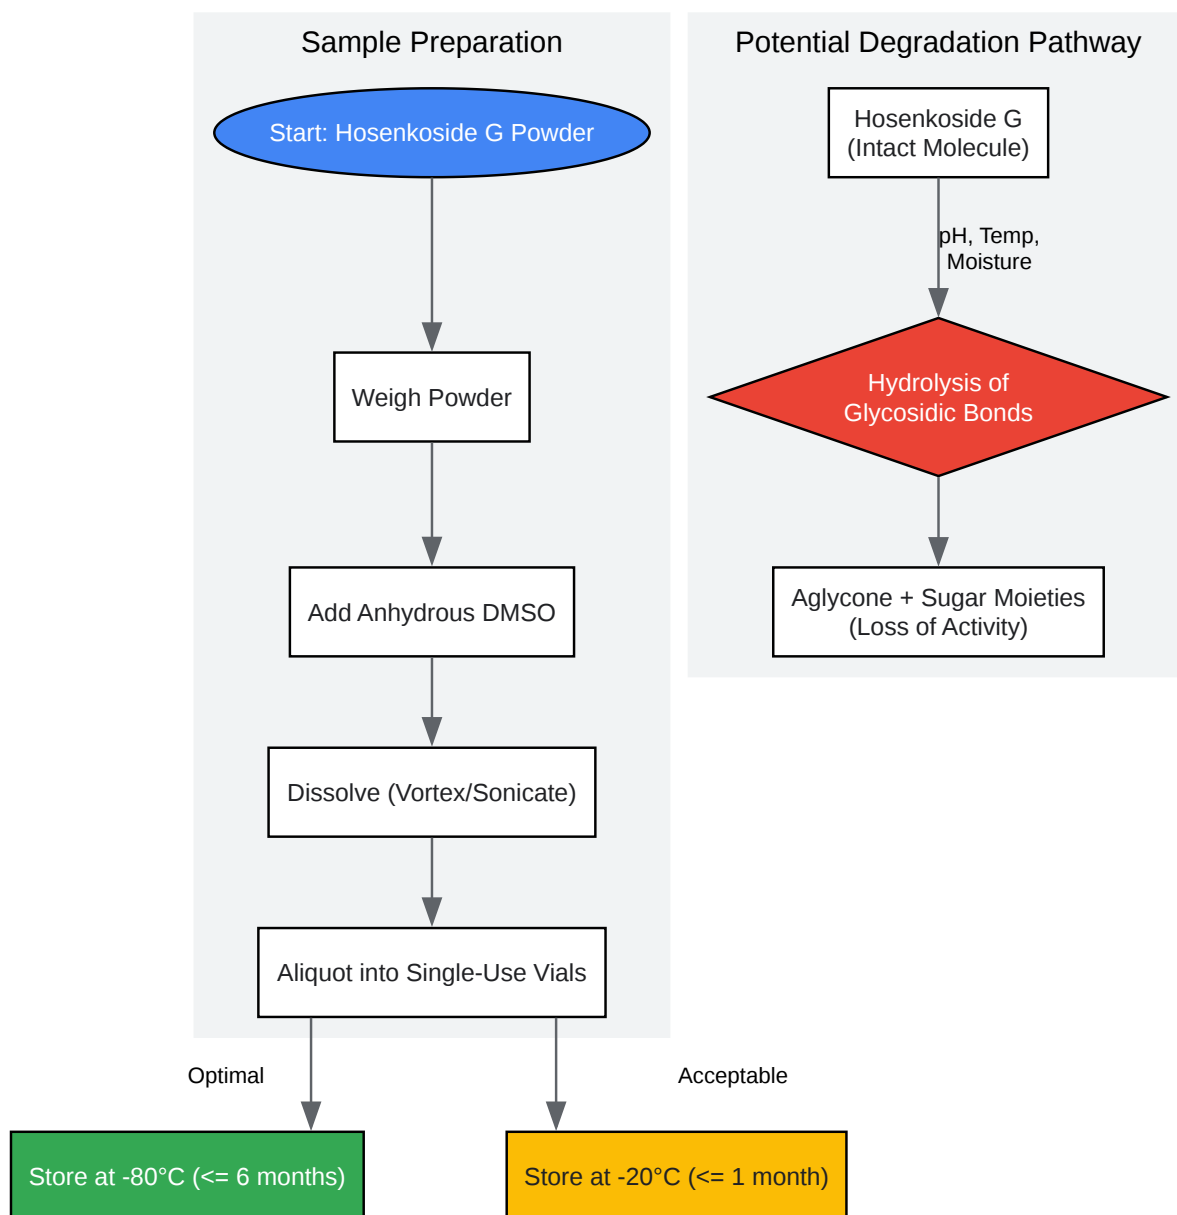 Sample Preparation
Start: Hosenkoside G Powder
Weigh Powder
Add Anhydrous DMSO
Dissolve (Vortex/Sonicate)
Aliquot into Single-Use Vials
Optimal
Acceptable
Store at -80°C (<= 6 months)
Store at -20°C (<= 1 month)
Potential Degradation Pathway
Hosenkoside G
(Intact Molecule)
pH, Temp,
Moisture
Hydrolysis of
Glycosidic Bonds
Aglycone + Sugar Moieties
(Loss of Activity)